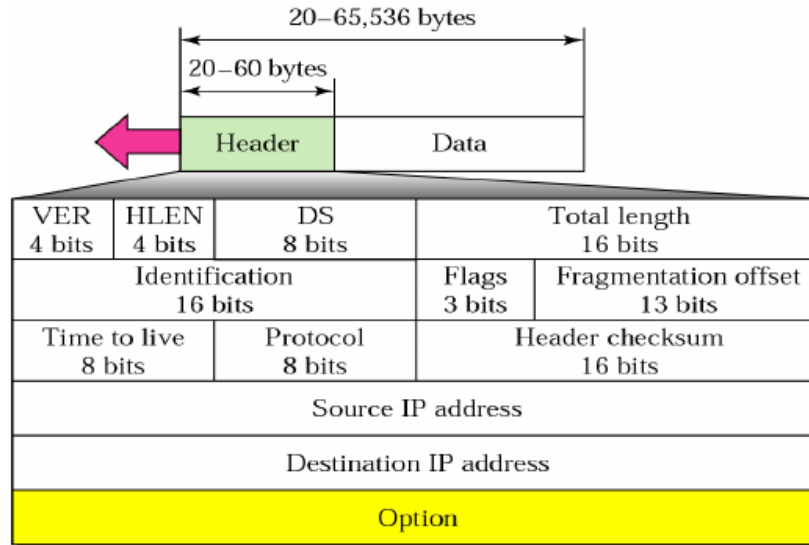 20–65,536 bytes
20–60 bytes
Header Data
VER HLEN DS Total length
4 bits 4 bits 8 bits 16 bits
Identification Flags Fragmentation offset
16 bits 3 bits 13 bits
Time to live Protocol Header checksum
8 bits 8 bits 16 bits
Source IP address
Destination IP address
Option